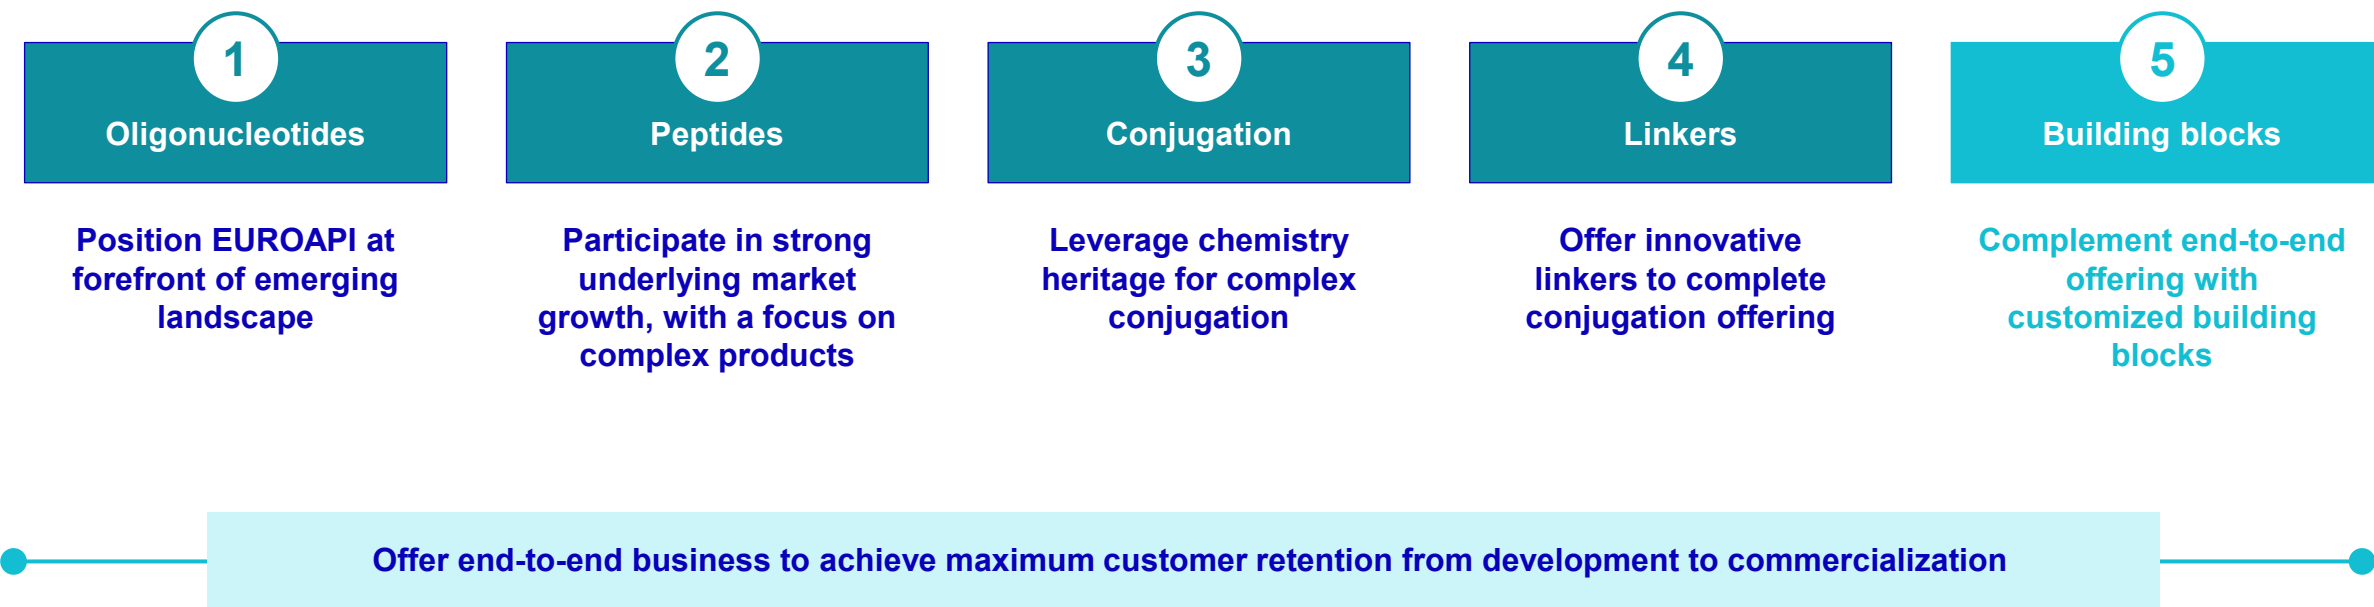 1
Oligonucleotides
Position EUROAPI at
forefront of emerging
landscape
2
Peptides
Participate in strong
underlying market
growth, with a focus on
complex products
3
Conjugation
Leverage chemistry
heritage for complex
conjugation
4
Linkers
Offer innovative
linkers to complete
conjugation offering
5
Building blocks
Complement end-to-end
offering with
customized building
blocks
Offer end-to-end business to achieve maximum customer retention from development to commercialization